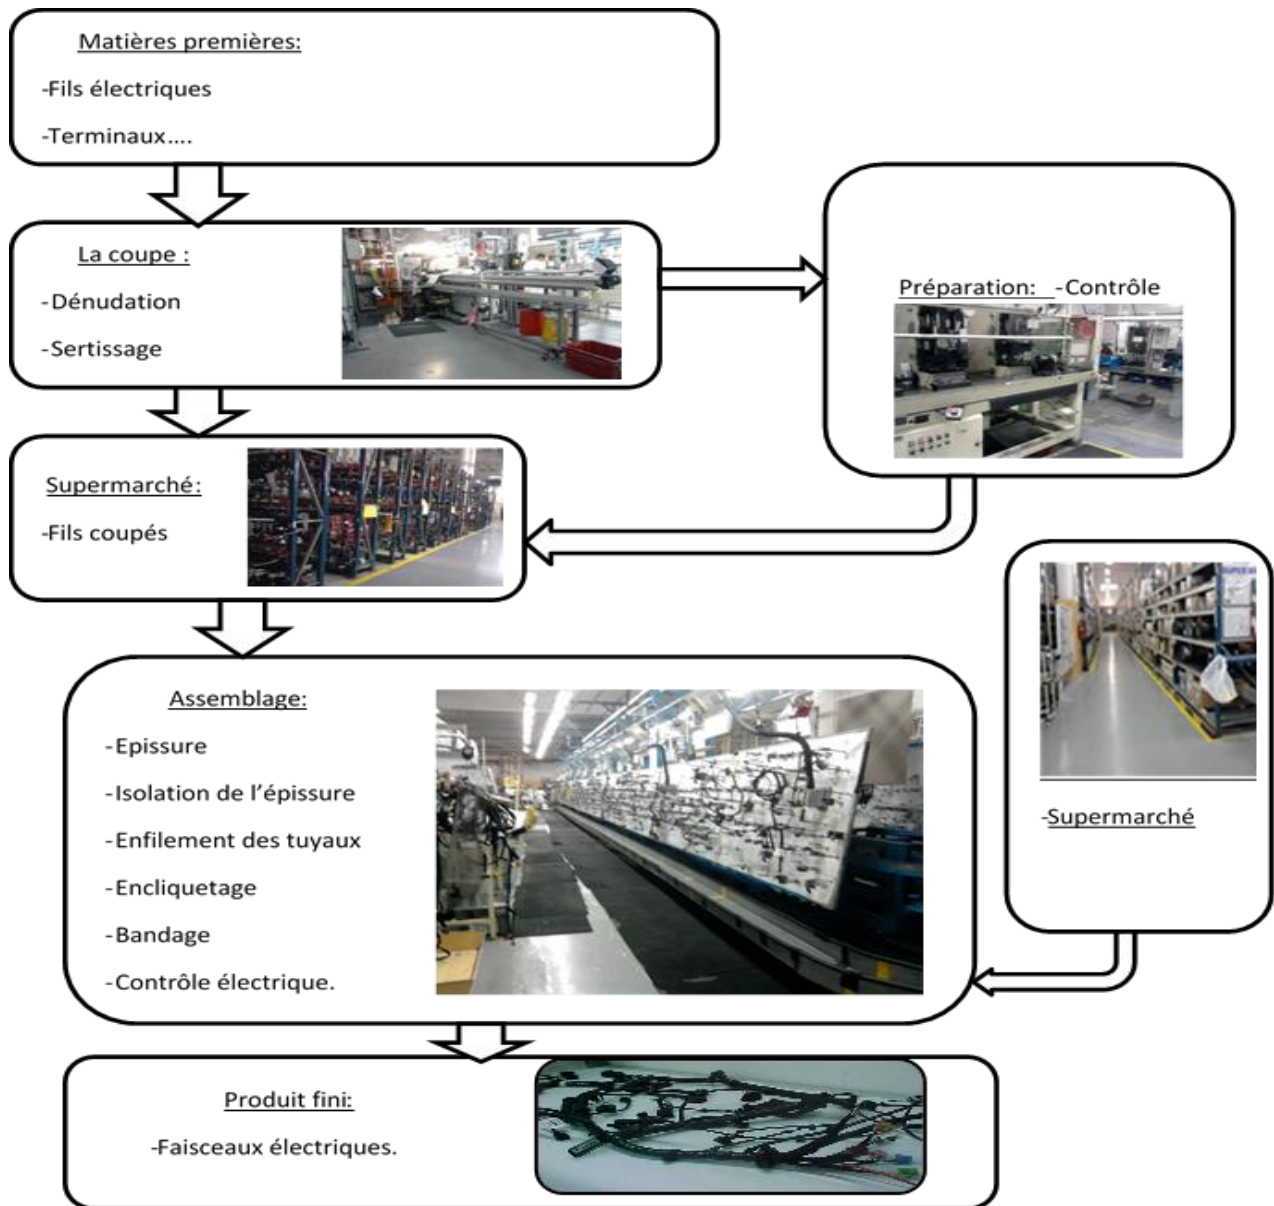 Matières premières:
-Fils électriques
-Terminaux....
La coupe :
-Dénudation
-Sertissage
Préparation: -Contrôle
Supermarché:
-Fils coupés
Assemblage:
-Epissure
-Isolation de l'épissure
-Enfilement des tuyaux
-Encliquetage
-Bandage
-Contrôle électrique.
-Supermarché
Produit fini:
-Faisceaux électriques.